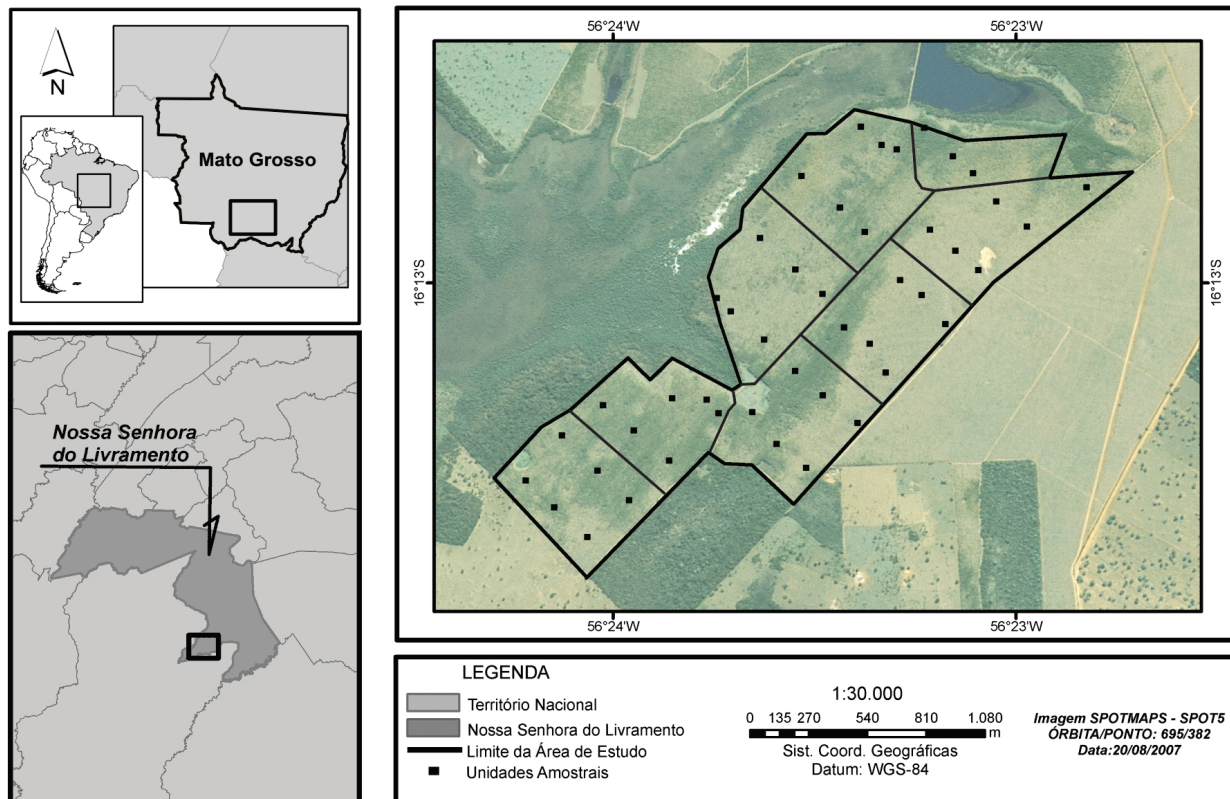 N
Mato Grosso
Nossa Senhora
do Livramento
56°24'W
56°23'W
16°13'S
16°13'S
56°24'W
56°23'W
LEGENDA
Território Nacional
Nossa Senhora do Livramento
Limite da Área de Estudo
Unidades Amostrais
1:30.000
0 135 270 540 810 1.080
m
Sist. Coord. Geográficas
Datum: WGS-84
Imagem SPOTMAPS - SPOT5
ÓRBITA/PONTO: 695/382
Data:20/08/2007